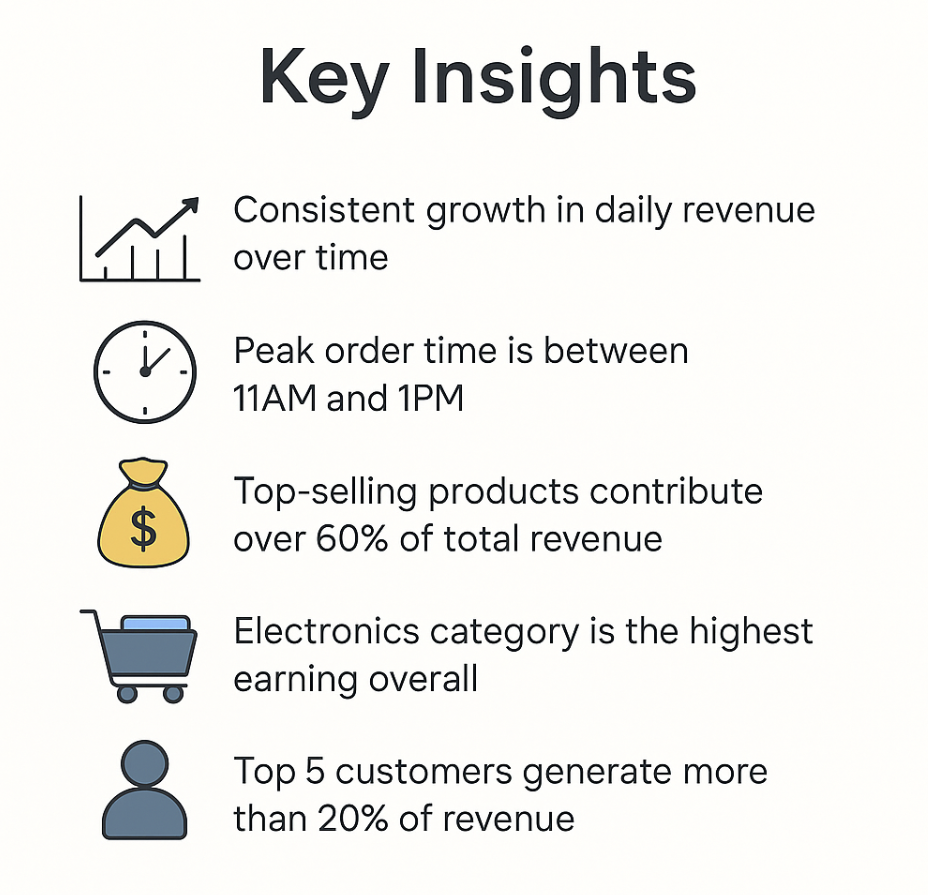 Key Insights
Consistent growth in daily revenue
over time
Peak order time is between
11AM and 1PM
$
Top-selling products contribute
over 60% of total revenue
Electronics category is the highest
earning overall
Top 5 customers generate more
than 20% of revenue